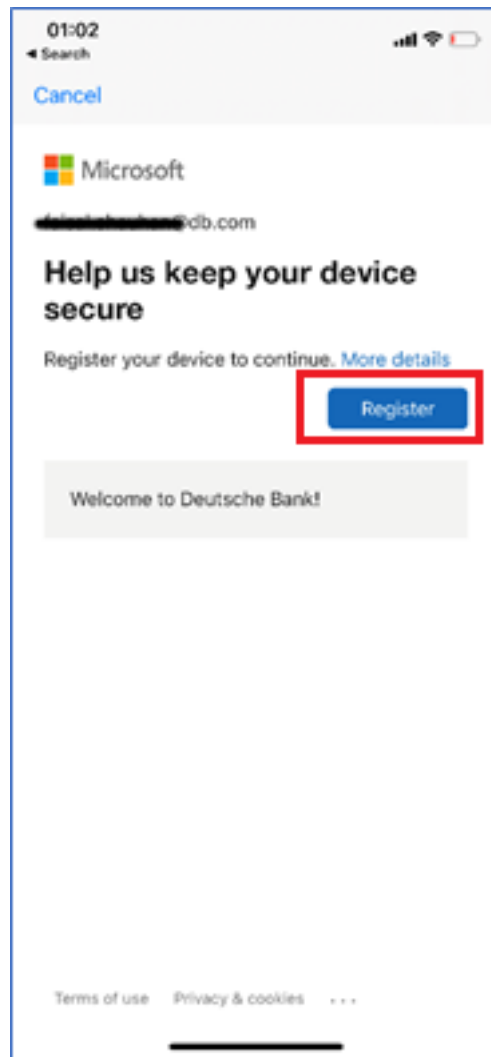 01:02
◄ Search
Cancel
Microsoft
@db.com
Help us keep your device
secure
Register your device to continue. More details
Register
Welcome to Deutsche Bank!
Terms of use Privacy & cookies ...